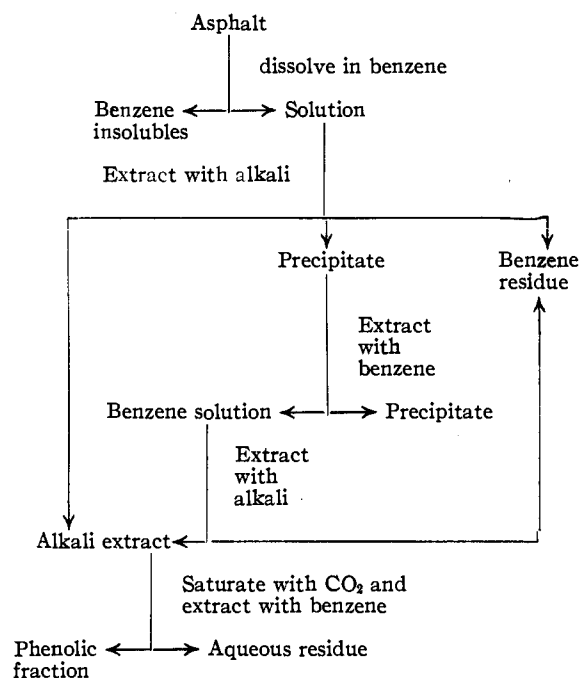 Asphalt
dissolve in benzene
Benzene
insolubles
Solution
Extract with alkali
Precipitate
Benzene
residue
Extract
with
benzene
Benzene solution
Precipitate
Extract
with
alkali
Alkali extract
Saturate with CO₂ and
extract with benzene
Phenolic
fraction
Aqueous residue